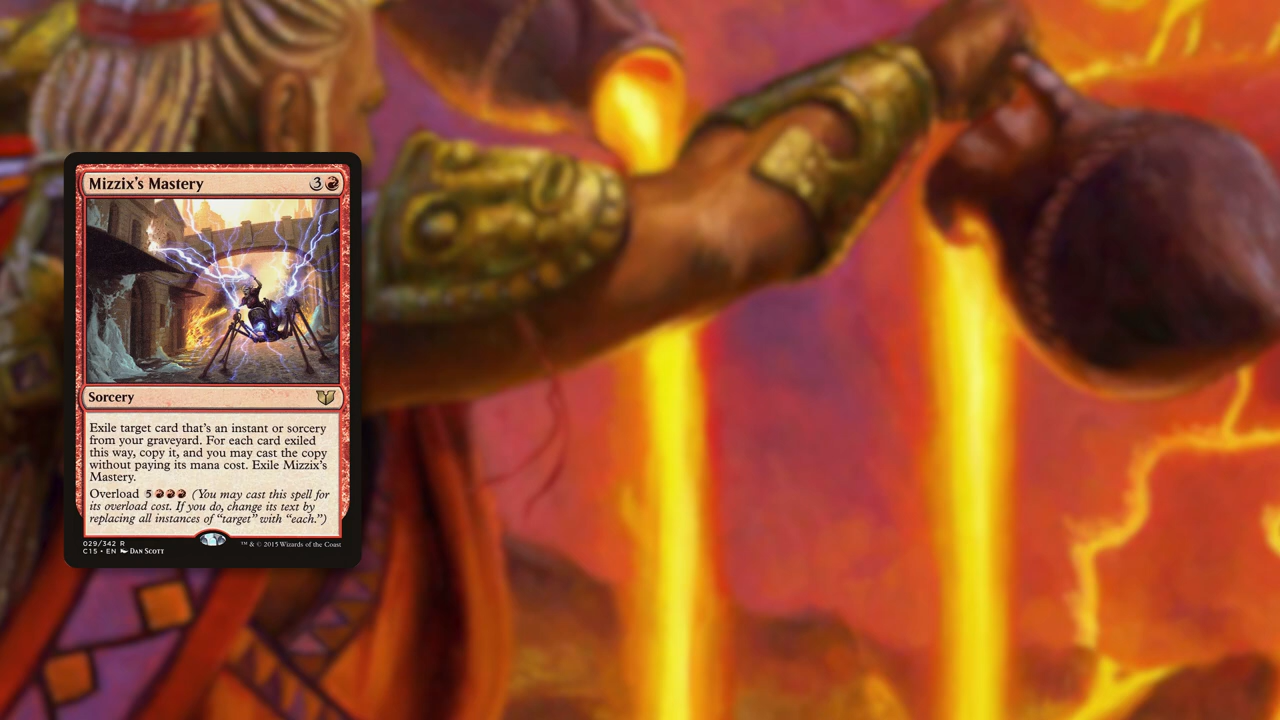 Mizzix's Mastery 3
Sorcery
Exile target card that's an instant or sorcery
from your graveyard. For each card exiled
this way, copy it, and you may cast the copy
without paying its mana cost. Exile Mizzix's
Mastery.
Overload 5 (You may cast this spell for
its overload cost. If you do, change its text by
replacing all instances of “target” with “each.”)
029/342 R
C15 • EN DAN SCOTT
™ & © 2015 Wizards of the Coast